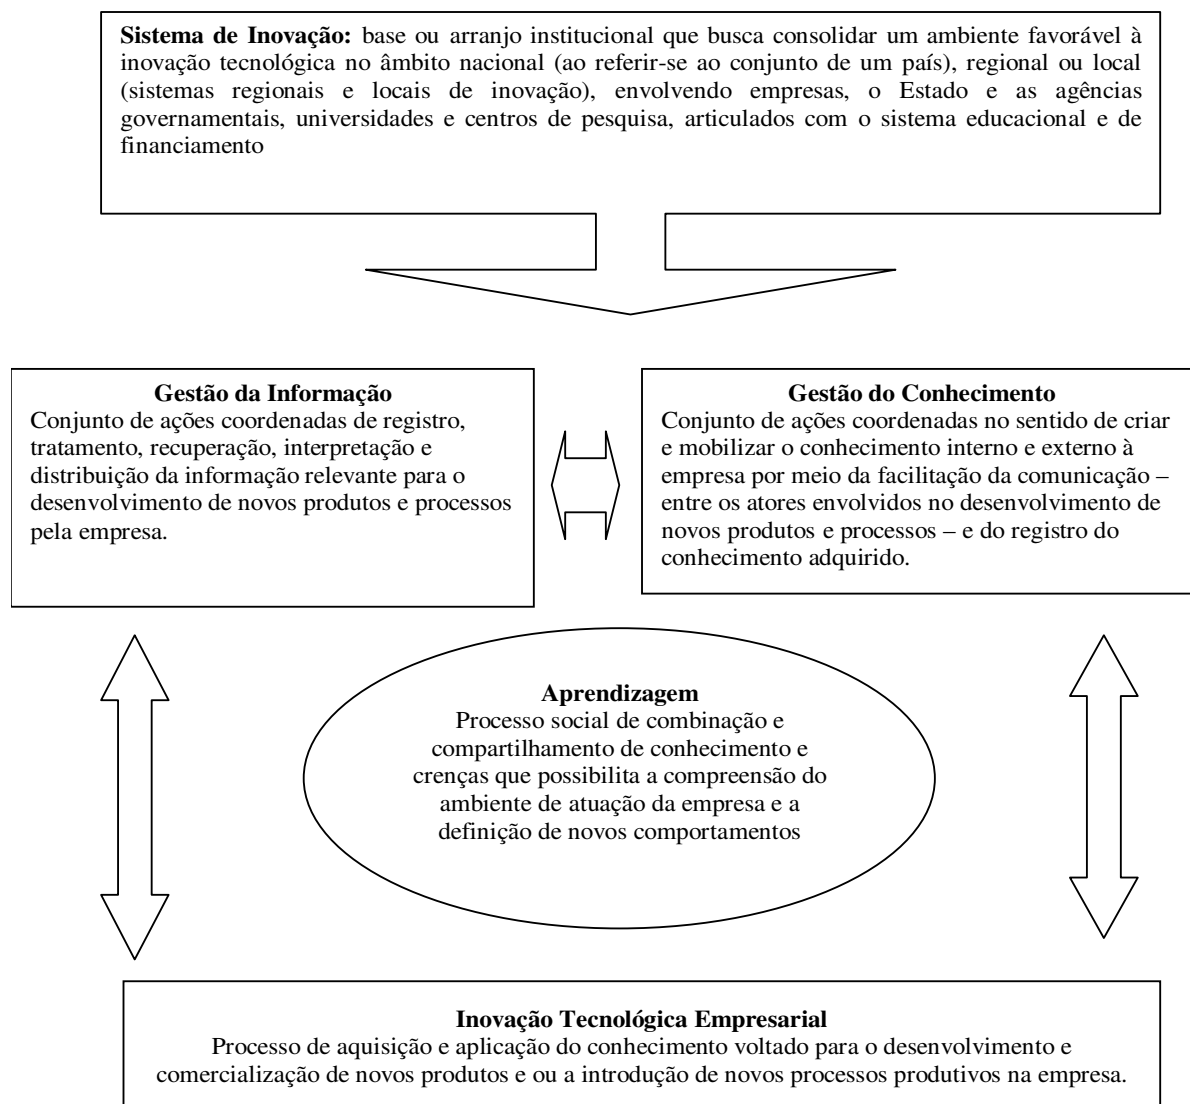 Sistema de Inovação: base ou arranjo institucional que busca consolidar um ambiente favorável à
inovação tecnológica no âmbito nacional (ao referir-se ao conjunto de um país), regional ou local
(sistemas regionais e locais de inovação), envolvendo empresas, o Estado e as agências
governamentais, universidades e centros de pesquisa, articulados com o sistema educacional e de
financiamento
Gestão da Informação
Conjunto de ações coordenadas de registro,
tratamento, recuperação, interpretação e
distribuição da informação relevante para o
desenvolvimento de novos produtos e processos
pela empresa.
Gestão do Conhecimento
Conjunto de ações coordenadas no sentido de criar
e mobilizar o conhecimento interno e externo à
empresa por meio da facilitação da comunicação –
entre os atores envolvidos no desenvolvimento de
novos produtos e processos – e do registro do
conhecimento adquirido.
Aprendizagem
Processo social de combinação e
compartilhamento de conhecimento e
crenças que possibilita a compreensão do
ambiente de atuação da empresa e a
definição de novos comportamentos
Inovação Tecnológica Empresarial
Processo de aquisição e aplicação do conhecimento voltado para o desenvolvimento e
comercialização de novos produtos e ou a introdução de novos processos produtivos na empresa.